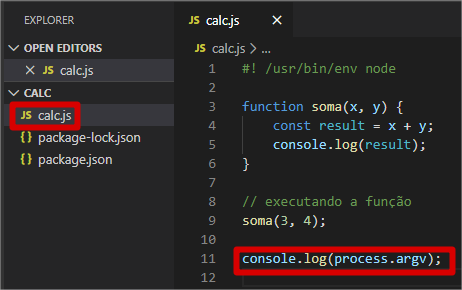 EXPLORER
OPEN EDITORS
JS calc.js
CALC
JS calc.js
{ } package-lock.json
{ } package.json
JS calc.js
JS calc.js > ...
1 #! /usr/bin/env node
2
3 function soma(x, y) {
4 const result = x + y;
5 console.log(result);
6 }
7
8 // executando a função
9 soma(3, 4);
10
11 console.log(process.argv);
12